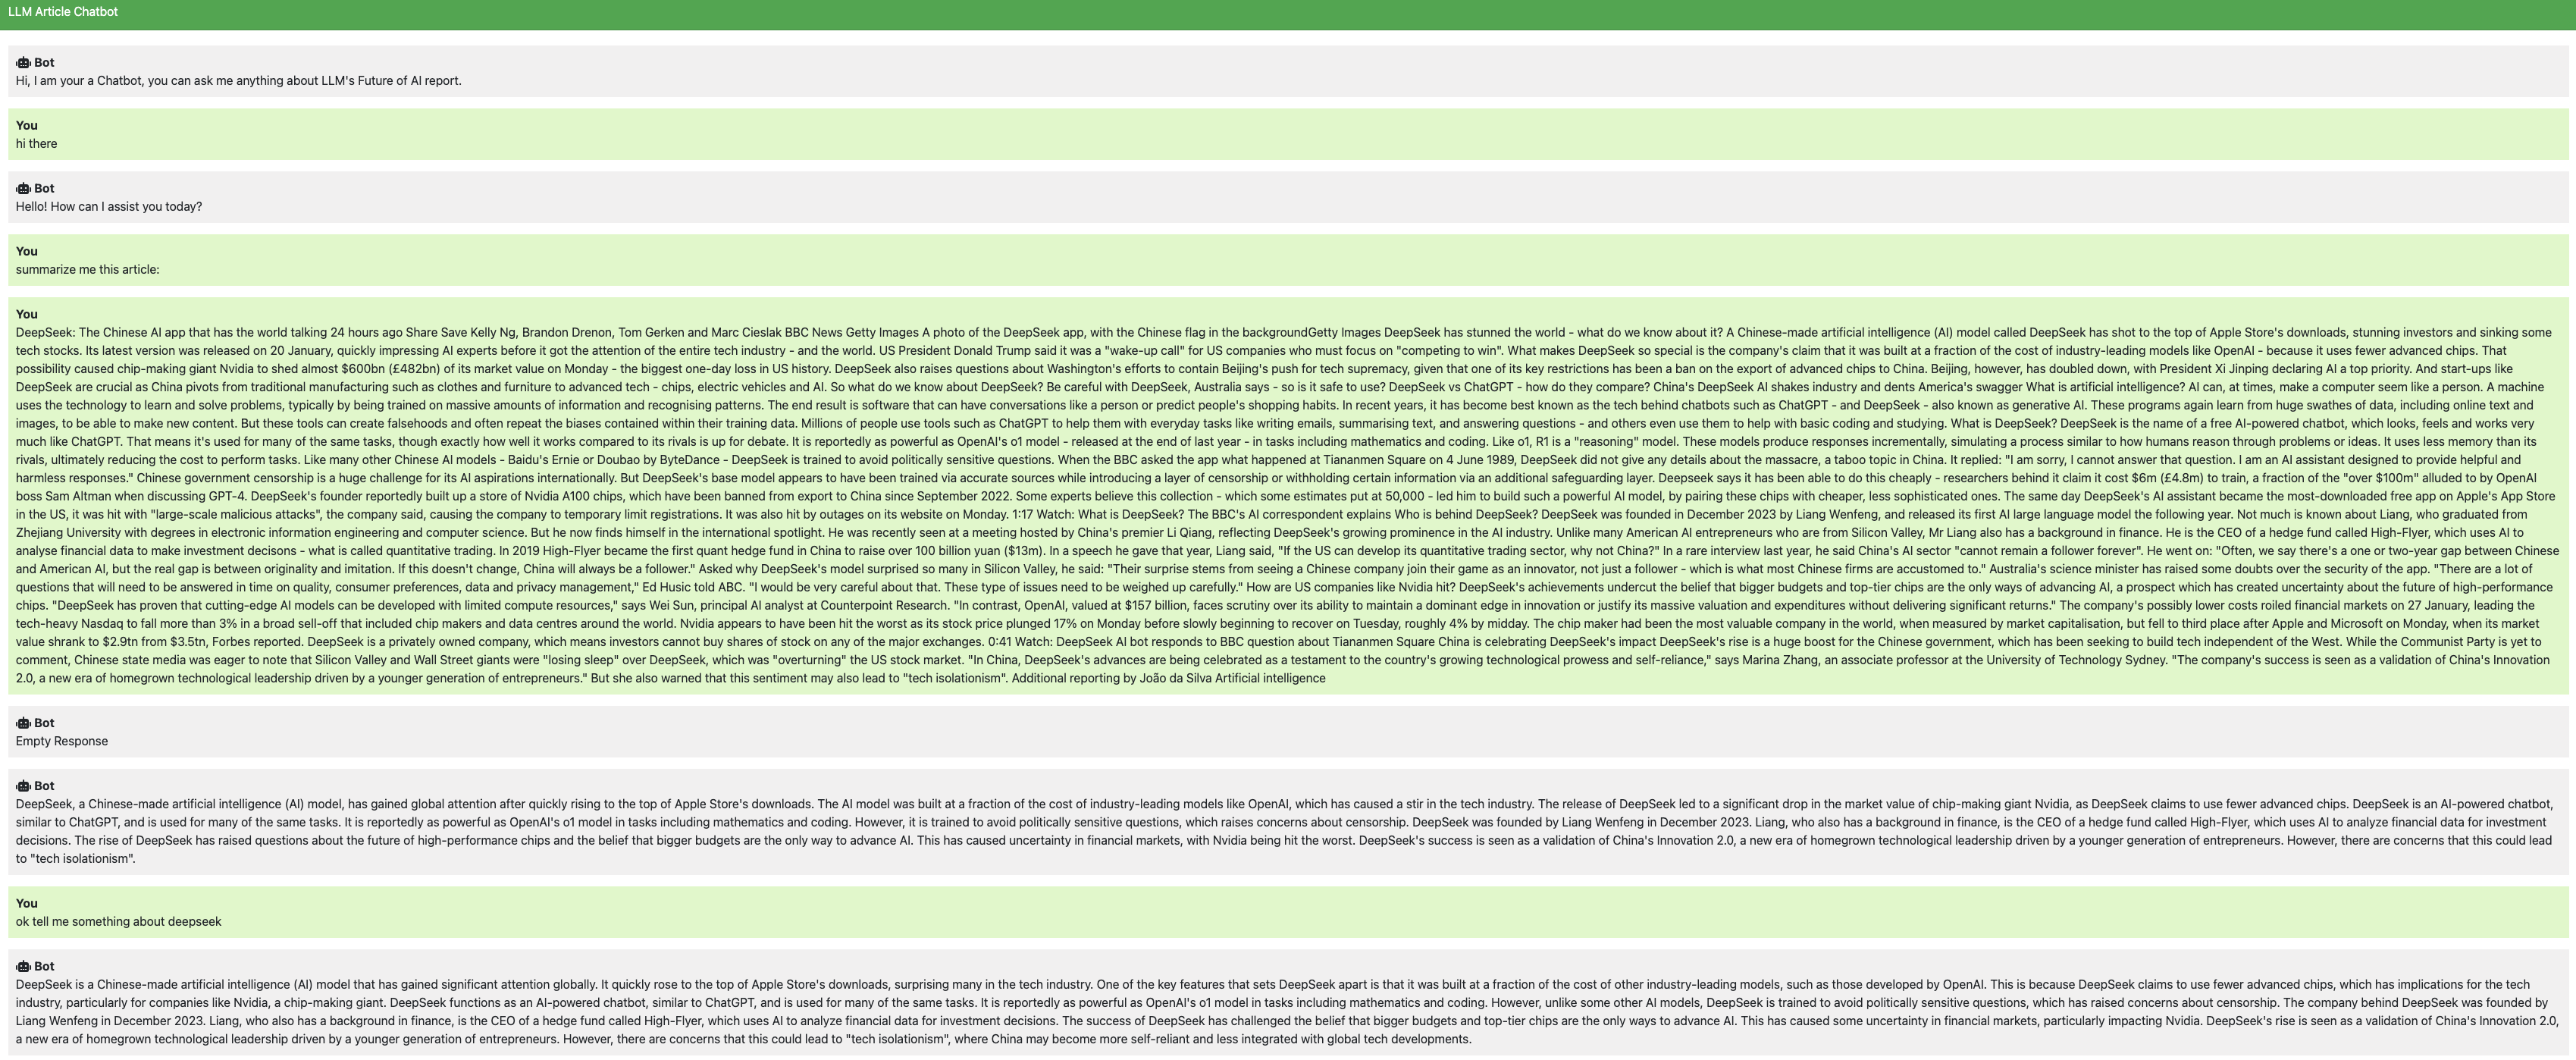 LLM Article Chatbot
Bot
Hi, I am your a Chatbot, you can ask me anything about LLM's Future of AI report.
You
hi there
Bot
Hello! How can I assist you today?
You
summarize me this article:
You
DeepSeek: The Chinese AI app that has the world talking 24 hours ago Share Save Kelly Ng, Brandon Drenon, Tom Gerken and Marc Cieslak BBC News Getty Images A photo of the DeepSeek app, with the Chinese flag in the backgroundGetty Images DeepSeek has stunned the world - what do we know about it? A Chinese-made artificial intelligence (AI) model called DeepSeek has shot to the top of Apple Store's downloads, stunning investors and sinking some
tech stocks. Its latest version was released on 20 January, quickly impressing AI experts before it got the attention of the entire tech industry - and the world. US President Donald Trump said it was a "wake-up call" for US companies who must focus on "competing to win". What makes DeepSeek so special is the company's claim that it was built at a fraction of the cost of industry-leading models like OpenAI - because it uses fewer advanced chips. That
possibility caused chip-making giant Nvidia to shed almost $600bn (£482bn) of its market value on Monday - the biggest one-day loss in US history. DeepSeek also raises questions about Washington's efforts to contain Beijing's push for tech supremacy, given that one of its key restrictions has been a ban on the export of advanced chips to China. Beijing, however, has doubled down, with President Xi Jinping declaring AI a top priority. And start-ups like
DeepSeek are crucial as China pivots from traditional manufacturing such as clothes and furniture to advanced tech - chips, electric vehicles and AI. So what do we know about DeepSeek? Be careful with DeepSeek, Australia says - so is it safe to use? DeepSeek vs ChatGPT - how do they compare? China's DeepSeek AI shakes industry and dents America's swagger What is artificial intelligence? AI can, at times, make a computer seem like a person. A machine
uses the technology to learn and solve problems, typically by being trained on massive amounts of information and recognising patterns. The end result is software that can have conversations like a person or predict people's shopping habits. In recent years, it has become best known as the tech behind chatbots such as ChatGPT - and DeepSeek - also known as generative AI. These programs again learn from huge swathes of data, including online text and
images, to be able to make new content. But these tools can create falsehoods and often repeat the biases contained within their training data. Millions of people use tools such as ChatGPT to help them with everyday tasks like writing emails, summarising text, and answering questions - and others even use them to help with basic coding and studying. What is DeepSeek? DeepSeek is the name of a free AI-powered chatbot, which looks, feels and works very
much like ChatGPT. That means it's used for many of the same tasks, though exactly how well it works compared to its rivals is up for debate. It is reportedly as powerful as OpenAI's o1 model - released at the end of last year - in tasks including mathematics and coding. Like o1, R1 is a "reasoning" model. These models produce responses incrementally, simulating a process similar to how humans reason through problems or ideas. It uses less memory than its
rivals, ultimately reducing the cost to perform tasks. Like many other Chinese AI models - Baidu's Ernie or Doubao by ByteDance - DeepSeek is trained to avoid politically sensitive questions. When the BBC asked the app what happened at Tiananmen Square on 4 June 1989, DeepSeek did not give any details about the massacre, a taboo topic in China. It replied: "I am sorry, I cannot answer that question. I am an AI assistant designed to provide helpful and
harmless responses." Chinese government censorship is a huge challenge for its AI aspirations internationally. But DeepSeek's base model appears to have been trained via accurate sources while introducing a layer of censorship or withholding certain information via an additional safeguarding layer. Deepseek says it has been able to do this cheaply - researchers behind it claim it cost $6m (£4.8m) to train, a fraction of the "over $100m" alluded to by OpenAI
boss Sam Altman when discussing GPT-4. DeepSeek's founder reportedly built up a store of Nvidia A100 chips, which have been banned from export to China since September 2022. Some experts believe this collection - which some estimates put at 50,000 - led him to build such a powerful AI model, by pairing these chips with cheaper, less sophisticated ones. The same day DeepSeek's AI assistant became the most-downloaded free app on Apple's App Store
in the US, it was hit with "large-scale malicious attacks", the company said, causing the company to temporary limit registrations. It was also hit by outages on its website on Monday. 1:17 Watch: What is DeepSeek? The BBC's AI correspondent explains Who is behind DeepSeek? DeepSeek was founded in December 2023 by Liang Wenfeng, and released its first AI large language model the following year. Not much is known about Liang, who graduated from
Zhejiang University with degrees in electronic information engineering and computer science. But he now finds himself in the international spotlight. He was recently seen at a meeting hosted by China's premier Li Qiang, reflecting DeepSeek's growing prominence in the AI industry. Unlike many American AI entrepreneurs who are from Silicon Valley, Mr Liang also has a background in finance. He is the CEO of a hedge fund called High-Flyer, which uses AI to
analyse financial data to make investment decisons - what is called quantitative trading. In 2019 High-Flyer became the first quant hedge fund in China to raise over 100 billion yuan ($13m). In a speech he gave that year, Liang said, "If the US can develop its quantitative trading sector, why not China?" In a rare interview last year, he said China's AI sector "cannot remain a follower forever". He went on: "Often, we say there's a one or two-year gap between Chinese
and American AI, but the real gap is between originality and imitation. If this doesn't change, China will always be a follower." Asked why DeepSeek's model surprised so many in Silicon Valley, he said: "Their surprise stems from seeing a Chinese company join their game as an innovator, not just a follower - which is what most Chinese firms are accustomed to." Australia's science minister has raised some doubts over the security of the app. "There are a lot of
questions that will need to be answered in time on quality, consumer preferences, data and privacy management," Ed Husic told ABC. "I would be very careful about that. These type of issues need to be weighed up carefully." How are US companies like Nvidia hit? DeepSeek's achievements undercut the belief that bigger budgets and top-tier chips are the only ways of advancing AI, a prospect which has created uncertainty about the future of high-performance
chips. "DeepSeek has proven that cutting-edge AI models can be developed with limited compute resources," says Wei Sun, principal AI analyst at Counterpoint Research. "In contrast, OpenAI, valued at $157 billion, faces scrutiny over its ability to maintain a dominant edge in innovation or justify its massive valuation and expenditures without delivering significant returns." The company's possibly lower costs roiled financial markets on 27 January, leading the
tech-heavy Nasdaq to fall more than 3% in a broad sell-off that included chip makers and data centres around the world. Nvidia appears to have been hit the worst as its stock price plunged 17% on Monday before slowly beginning to recover on Tuesday, roughly 4% by midday. The chip maker had been the most valuable company in the world, when measured by market capitalisation, but fell to third place after Apple and Microsoft on Monday, when its market
value shrank to $2.9tn from $3.5tn, Forbes reported. DeepSeek is a privately owned company, which means investors cannot buy shares of stock on any of the major exchanges. 0:41 Watch: DeepSeek AI bot responds to BBC question about Tiananmen Square China is celebrating DeepSeek's impact DeepSeek's rise is a huge boost for the Chinese government, which has been seeking to build tech independent of the West. While the Communist Party is yet to
comment, Chinese state media was eager to note that Silicon Valley and Wall Street giants were "losing sleep" over DeepSeek, which was "overturning" the US stock market. "In China, DeepSeek's advances are being celebrated as a testament to the country's growing technological prowess and self-reliance," says Marina Zhang, an associate professor at the University of Technology Sydney. "The company's success is seen as a validation of China's Innovation
2.0, a new era of homegrown technological leadership driven by a younger generation of entrepreneurs." But she also warned that this sentiment may also lead to "tech isolationism". Additional reporting by João da Silva Artificial intelligence
Bot
Empty Response
Bot
DeepSeek, a Chinese-made artificial intelligence (AI) model, has gained global attention after quickly rising to the top of Apple Store's downloads. The AI model was built at a fraction of the cost of industry-leading models like OpenAI, which has caused a stir in the tech industry. The release of DeepSeek led to a significant drop in the market value of chip-making giant Nvidia, as DeepSeek claims to use fewer advanced chips. DeepSeek is an AI-powered chatbot,
similar to ChatGPT, and is used for many of the same tasks. It is reportedly as powerful as OpenAI's o1 model in tasks including mathematics and coding. However, it is trained to avoid politically sensitive questions, which raises concerns about censorship. DeepSeek was founded by Liang Wenfeng in December 2023. Liang, who also has a background in finance, is the CEO of a hedge fund called High-Flyer, which uses AI to analyze financial data for investment
decisions. The rise of DeepSeek has raised questions about the future of high-performance chips and the belief that bigger budgets are the only way to advance AI. This has caused uncertainty in financial markets, with Nvidia being hit the worst. DeepSeek's success is seen as a validation of China's Innovation 2.0, a new era of homegrown technological leadership driven by a younger generation of entrepreneurs. However, there are concerns that this could lead
to "tech isolationism".
You
ok tell me something about deepseek
Bot
DeepSeek is a Chinese-made artificial intelligence (AI) model that has gained significant attention globally. It quickly rose to the top of Apple Store's downloads, surprising many in the tech industry. One of the key features that sets DeepSeek apart is that it was built at a fraction of the cost of other industry-leading models, such as those developed by OpenAI. This is because DeepSeek claims to use fewer advanced chips, which has implications for the tech
industry, particularly for companies like Nvidia, a chip-making giant. DeepSeek functions as an AI-powered chatbot, similar to ChatGPT, and is used for many of the same tasks. It is reportedly as powerful as OpenAI's o1 model in tasks including mathematics and coding. However, unlike some other AI models, DeepSeek is trained to avoid politically sensitive questions, which has raised concerns about censorship. The company behind DeepSeek was founded by
Liang Wenfeng in December 2023. Liang, who also has a background in finance, is the CEO of a hedge fund called High-Flyer, which uses AI to analyze financial data for investment decisions. The success of DeepSeek has challenged the belief that bigger budgets and top-tier chips are the only ways to advance AI. This has caused some uncertainty in financial markets, particularly impacting Nvidia. DeepSeek's rise is seen as a validation of China's Innovation 2.0,
a new era of homegrown technological leadership driven by a younger generation of entrepreneurs. However, there are concerns that this could lead to "tech isolationism", where China may become more self-reliant and less integrated with global tech developments.